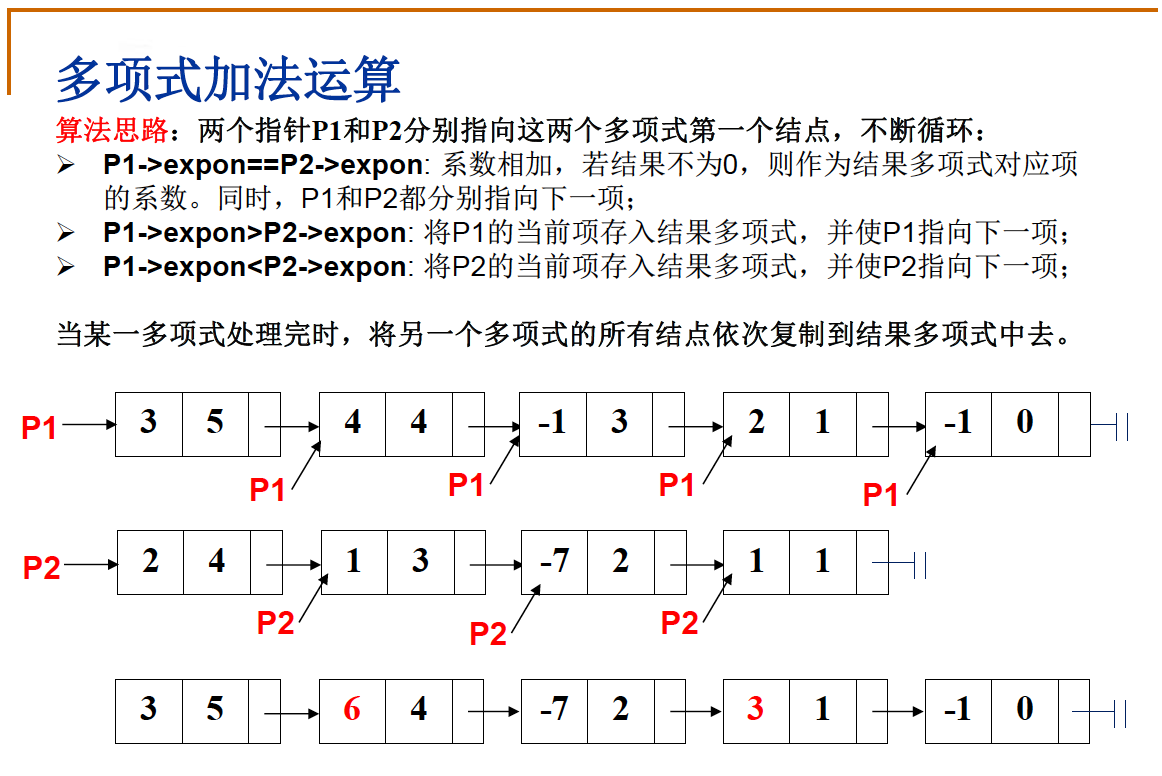 多项式加法运算
算法思路：两个指针P1和P2分别指向这两个多项式第一个结点，不断循环：
➢ P1->expon==P2->expon: 系数相加，若结果不为0，则作为结果多项式对应项
的系数。同时，P1和P2都分别指向下一项；
➢ P1->expon>P2->expon: 将P1的当前项存入结果多项式，并使P1指向下一项；
➢ P1->expon<P2->expon: 将P2的当前项存入结果多项式，并使P2指向下一项；
当某一多项式处理完时，将另一个多项式的所有结点依次复制到结果多项式中去。
P1 3 5 4 4 -1 3 2 1 -1 0
P1 P1 P1 P1
P2 2 4 1 3 -7 2 1 1
P2 P2 P2
3 5 6 4 -7 2 3 1 -1 0